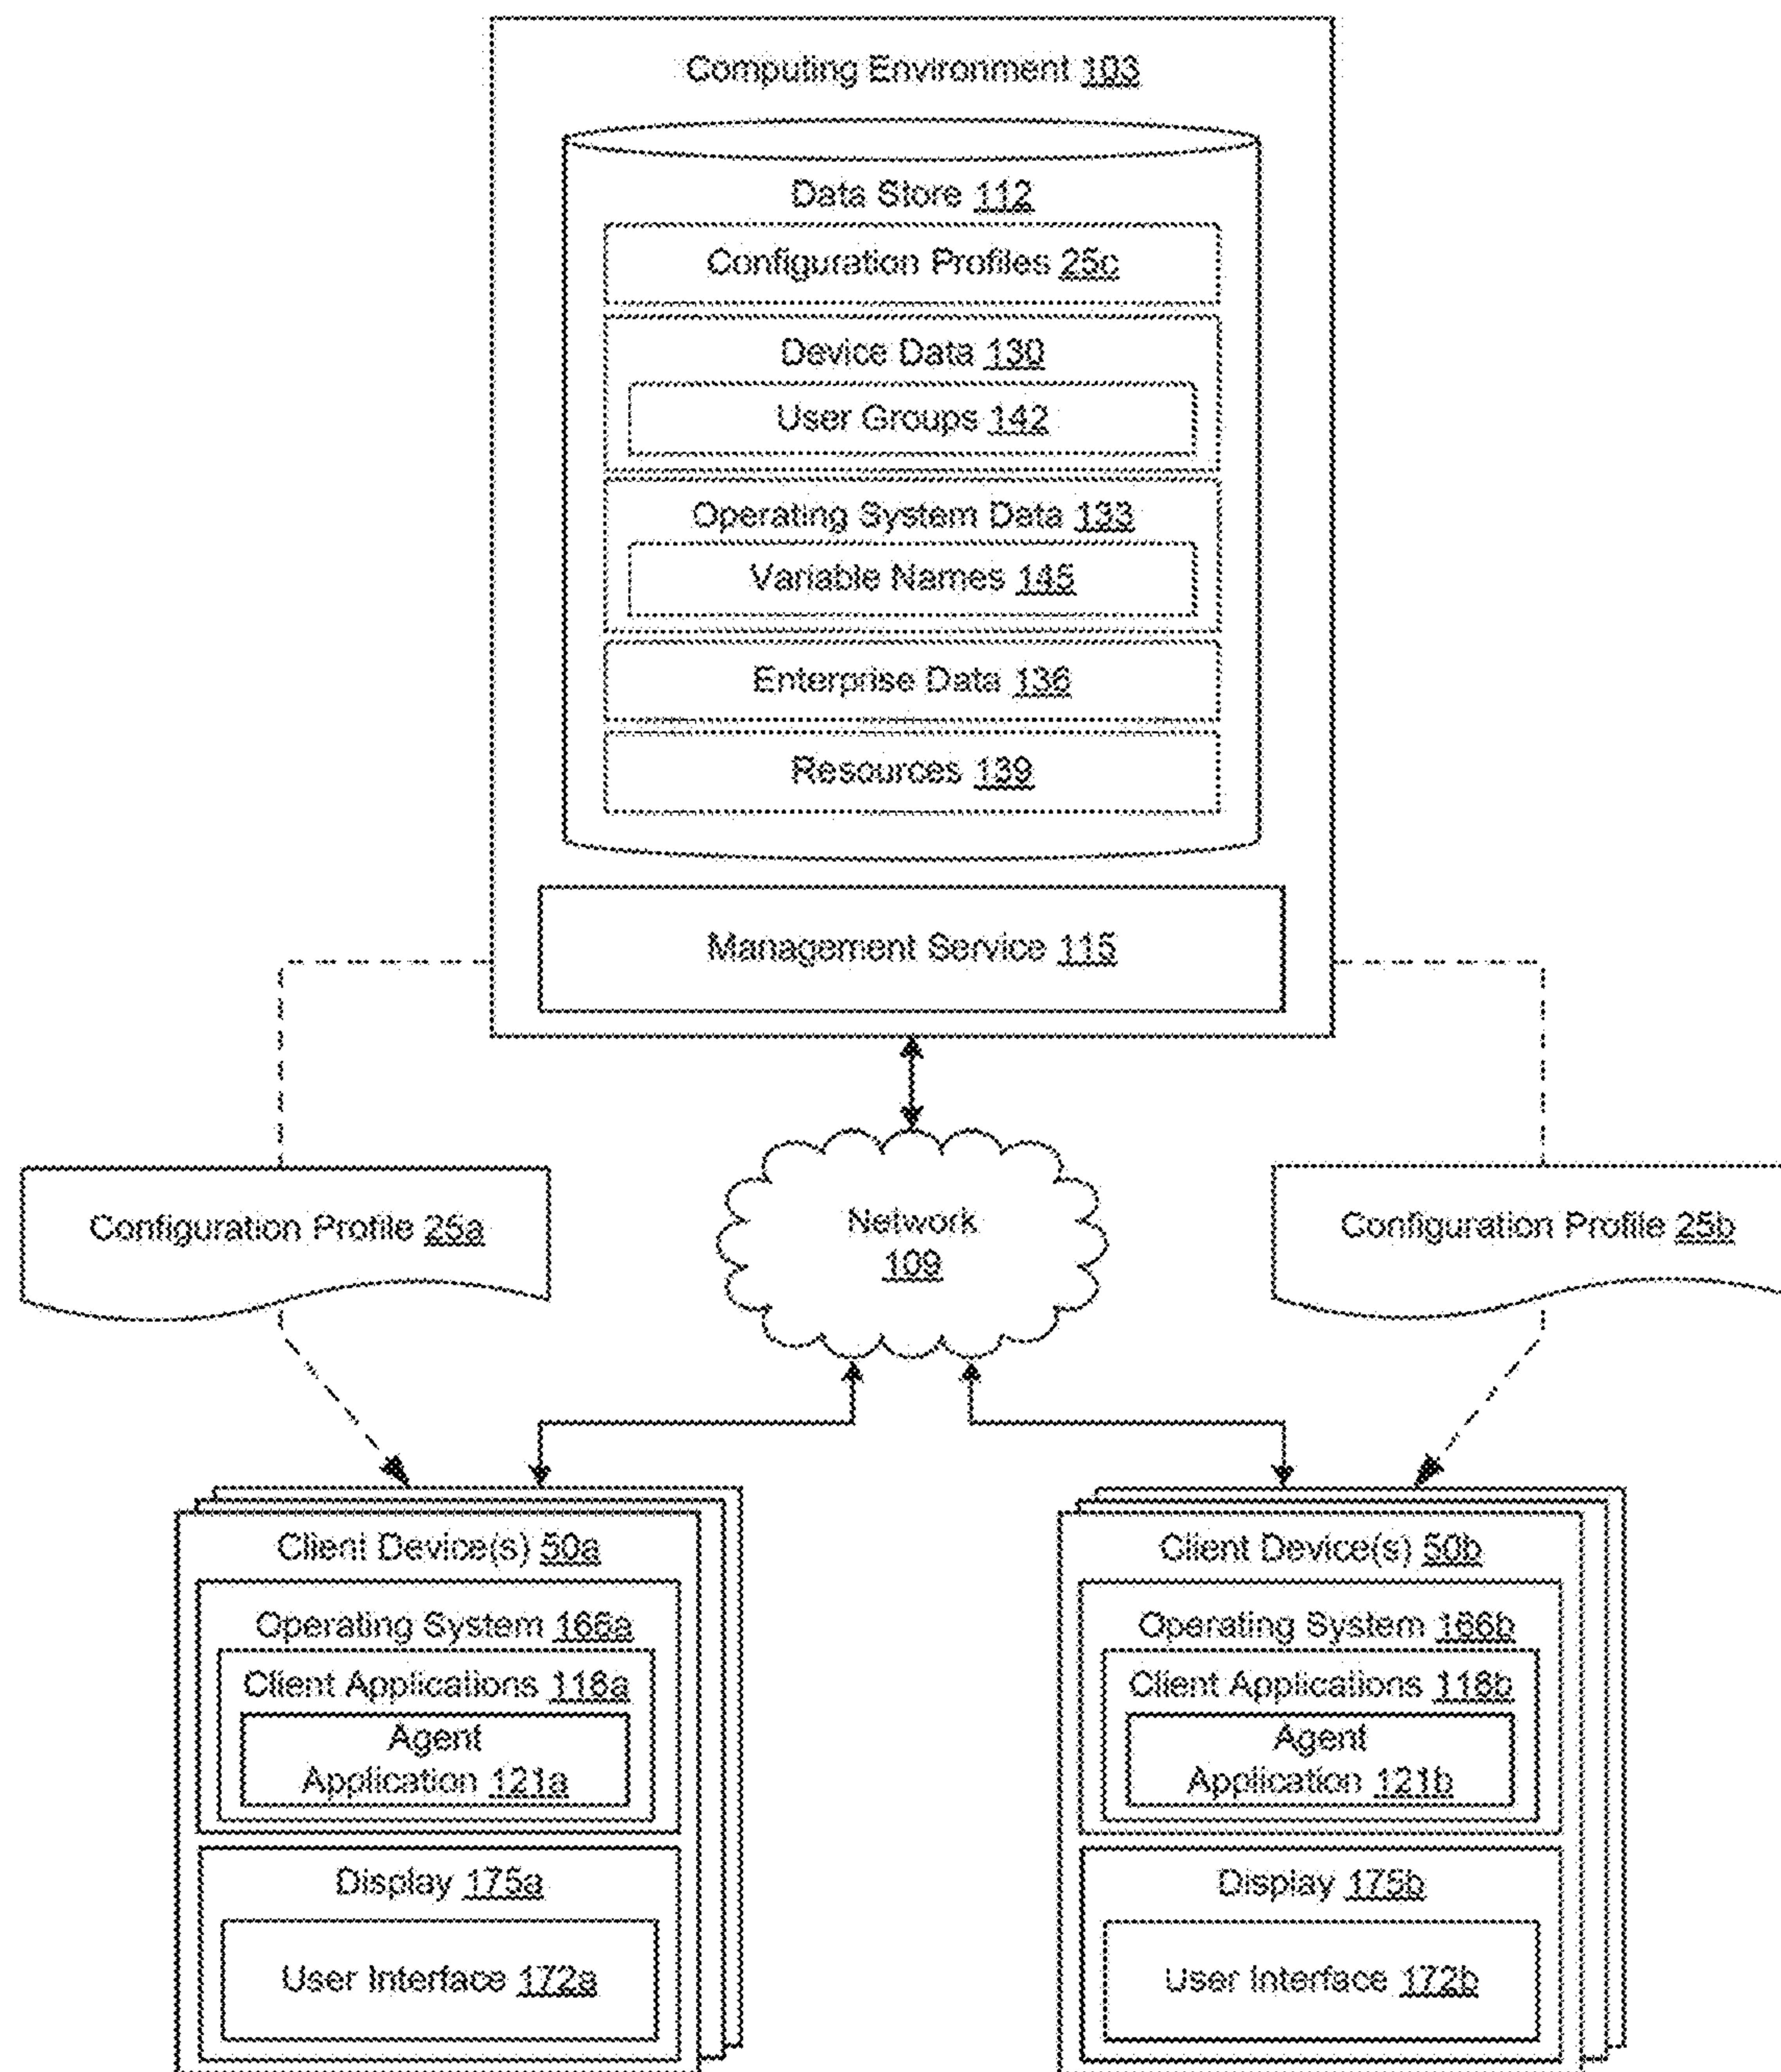 Computing Environment 103
Data Store 112
Configuration Profiles 25c
Device Data 130
User Groups 142
Operating System Data 133
Variable Names 145
Enterprise Data 136
Resources 139
Management Service 115
Configuration Profile 25a
Network
109
Configuration Profile 25b
Client Device(s) 50a
Operating System 166a
Client Applications 118a
Agent
Application 121a
Display 175a
User Interface 172a
Client Device(s) 50b
Operating System 166b
Client Applications 118b
Agent
Application 121b
Display 175b
User Interface 172b